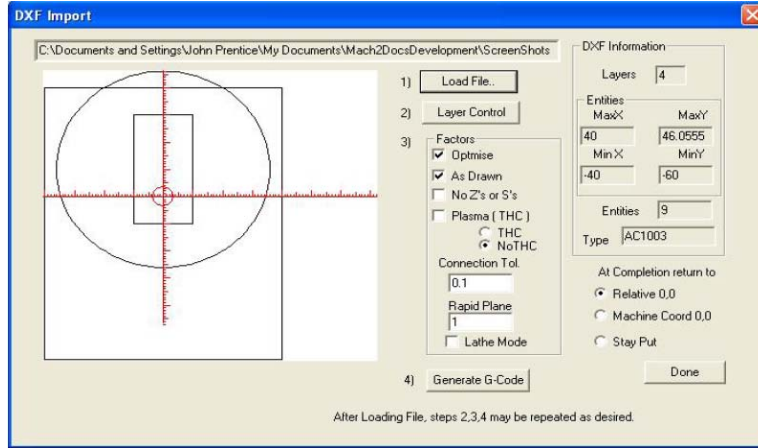 DXF Import
C:\Documents and Settings\John Prentice\My Documents\Mach2DocsDevelopment\ScreenShots
1) Load File..
2) Layer Control
3) Factors
Optmise
As Drawn
No Z's or S's
Plasma ( THC )
THC
NoTHC
Connection Tol.
0.1
Rapid Plane
1
Lathe Mode
4) Generate G-Code
DXF Information
Layers 4
Entities
MaxX MaxY
40 46.0555
Min X MinY
-40 -60
Entities 9
Type AC1003
At Completion return to
Relative 0,0
Machine Coord 0,0
Stay Put
Done
After Loading File, steps 2,3,4 may be repeated as desired.